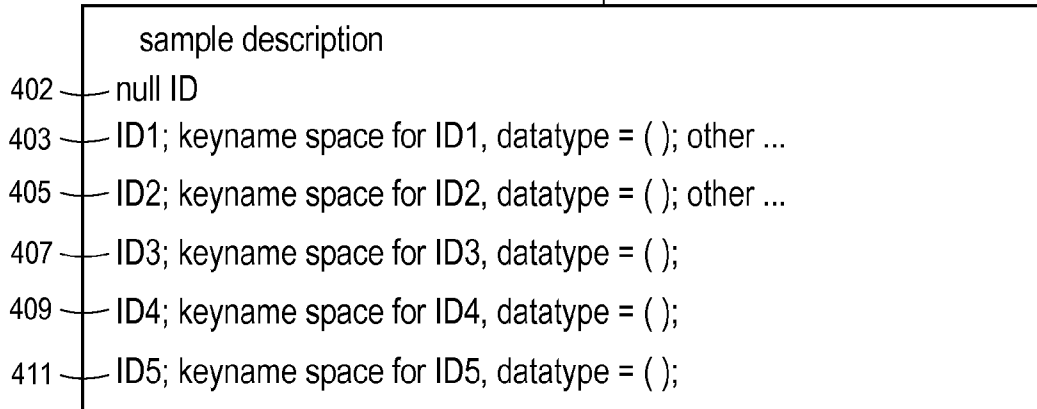 sample description
402 null ID
403 ID1; keyname space for ID1, datatype = ( ); other ...
405 ID2; keyname space for ID2, datatype = ( ); other ...
407 ID3; keyname space for ID3, datatype = ( );
409 ID4; keyname space for ID4, datatype = ( );
411 ID5; keyname space for ID5, datatype = ( );